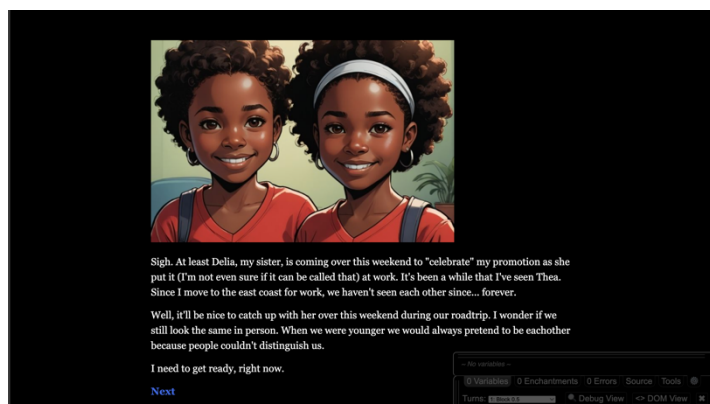 Sigh. At least Delia, my sister, is coming over this weekend to "celebrate" my promotion as she
put it (I'm not even sure if it can be called that) at work. It's been a while that I've seen Thea.
Since I move to the east coast for work, we haven't seen each other since... forever.
Well, it'll be nice to catch up with her over this weekend during our roadtrip. I wonder if we
still look the same in person. When we were younger we would always pretend to be eachother
because people couldn't distinguish us.
I need to get ready, right now.
Next
-- No variables --
0 Variables 0 Enchantments 0 Errors Source Tools
Turns: Debug View <> DOM View ✖